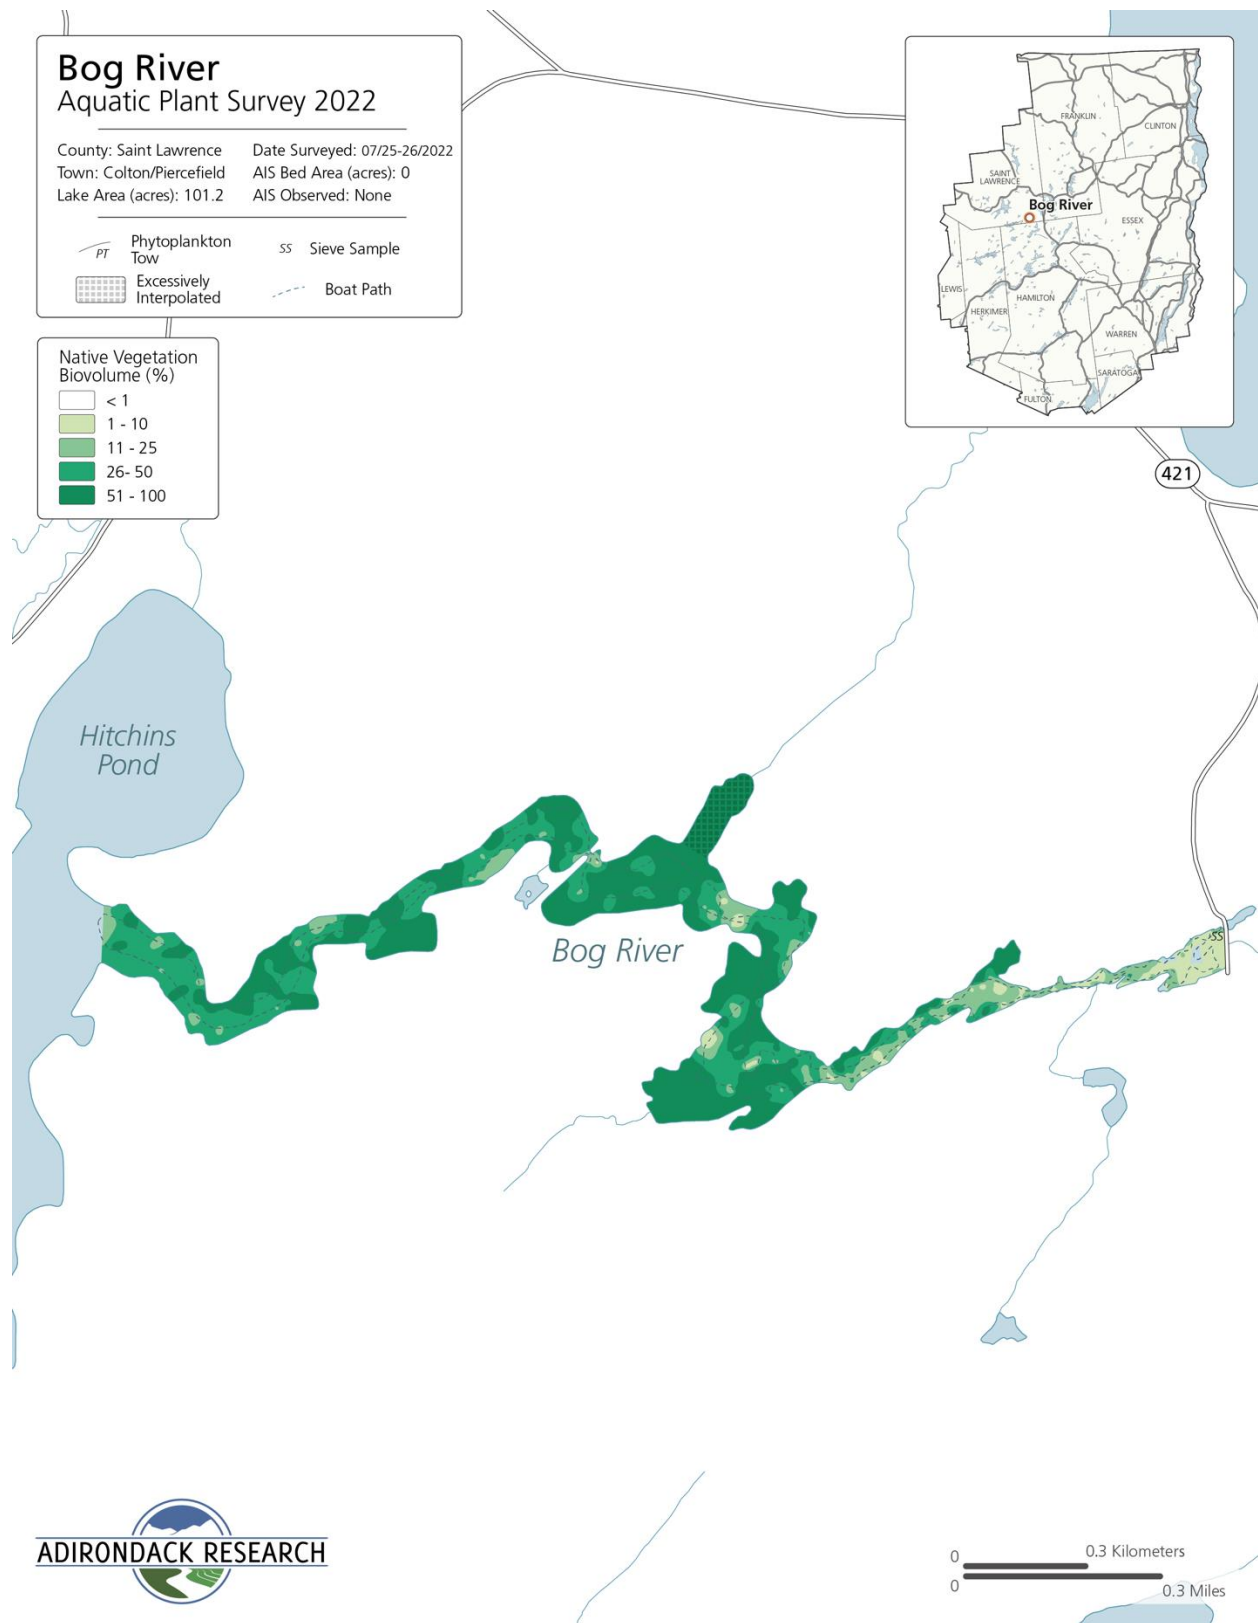 Bog River
Aquatic Plant Survey 2022
County: Saint Lawrence
Date Surveyed: 07/25-26/2022
Town: Colton/Piercefield
AIS Bed Area (acres): 0
Lake Area (acres): 101.2
AIS Observed: None
PT
Phytoplankton
Tow
SS
Sieve Sample
Excessively
Interpolated
Boat Path
Native Vegetation
Biovolume (%)
< 1
1 - 10
11 - 25
26- 50
51 - 100
FRANKLIN
CLINTON
SAINT
LAWRENCE
Bog River
ESSEX
LEWIS
HAMILTON
HERKIMER
WARREN
SARATOGA
FULTON
421
Hitchins
Pond
Bog River
SS
ADIRONDACK RESEARCH
0
0.3 Kilometers
0
0.3 Miles